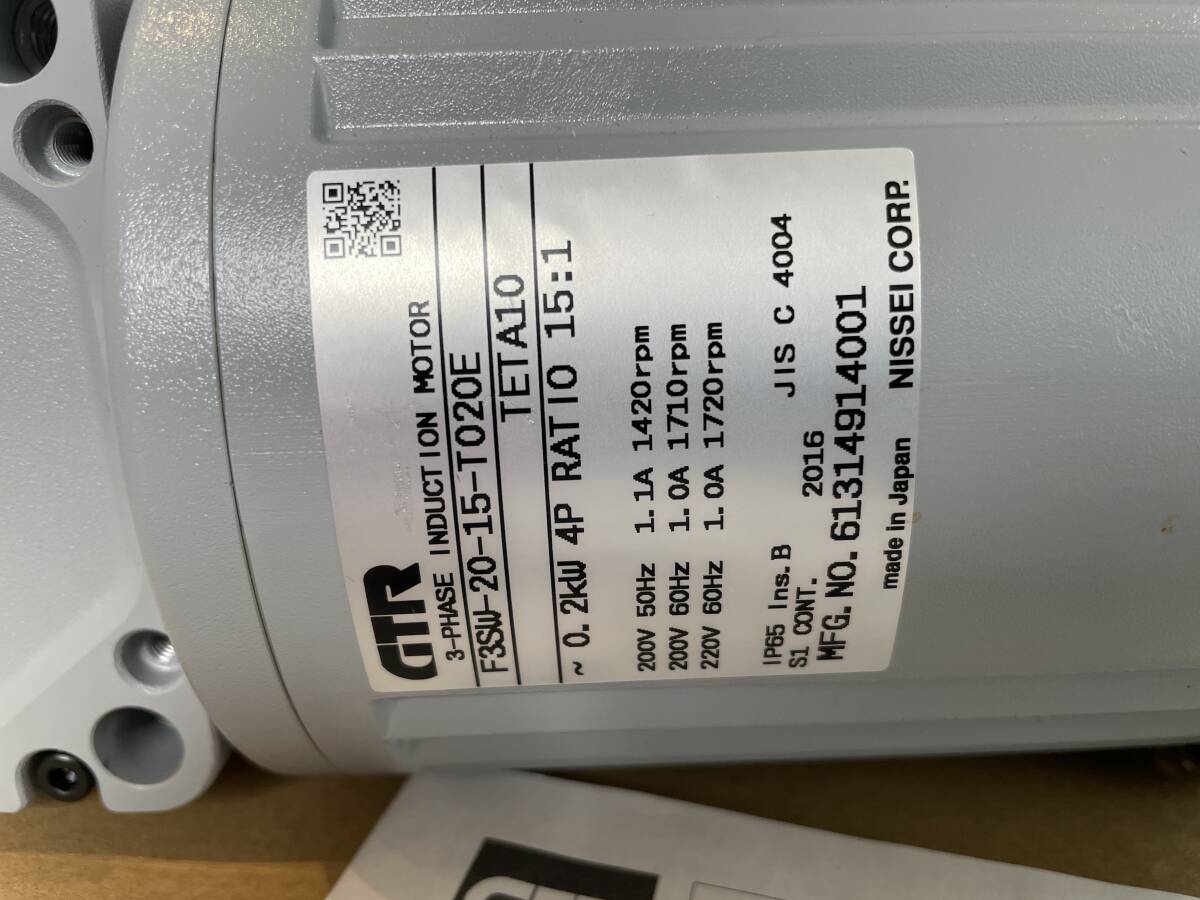 GTR
3-PHASE INDUCTION MOTOR
F3SW-20-15-T020E
TETA10
~ 0.2kW 4P RATIO 15:1
200V 50Hz 1.1A 1420rpm
200V 60Hz 1.0A 1710rpm
220V 60Hz 1.0A 1720rpm
IP65 Ins.B JIS C 4004
S1 CONT. 2016
MFG.NO. 61314914001
made in Japan NISSEI CORP.